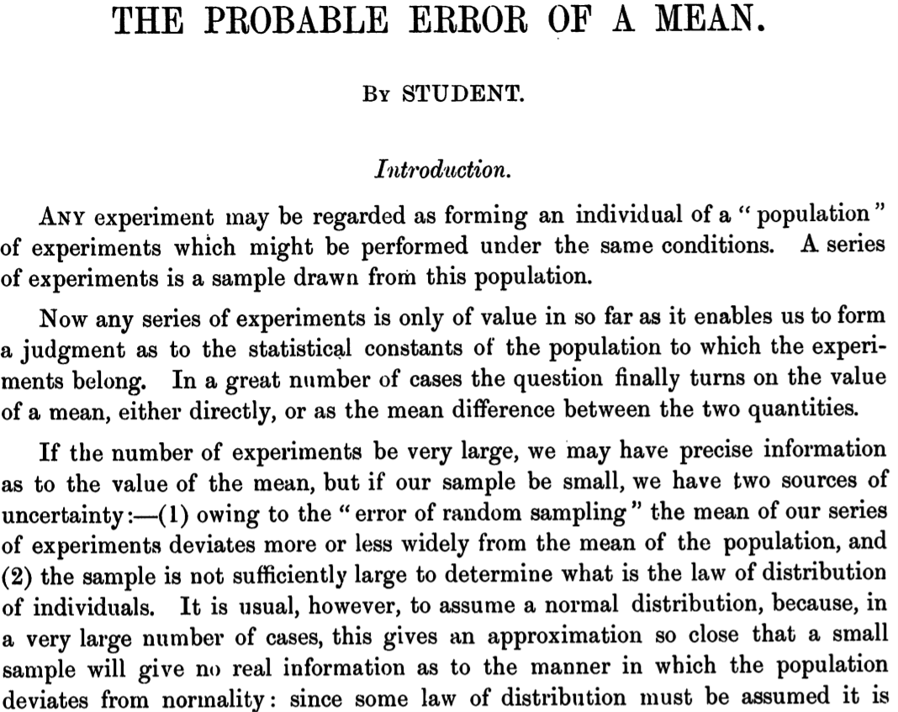 THE PROBABLE ERROR OF A MEAN.
By STUDENT.
Introduction.
ANY experiment may be regarded as forming an individual of a “ population ”
of experiments which might be performed under the same conditions. A series
of experiments is a sample drawn from this population.
Now any series of experiments is only of value in so far as it enables us to form
a judgment as to the statistical constants of the population to which the experi-
ments belong. In a great number of cases the question finally turns on the value
of a mean, either directly, or as the mean difference between the two quantities.
If the number of experiments be very large, we may have precise information
as to the value of the mean, but if our sample be small, we have two sources of
uncertainty :—(1) owing to the “ error of random sampling ” the mean of our series
of experiments deviates more or less widely from the mean of the population, and
(2) the sample is not sufficiently large to determine what is the law of distribution
of individuals. It is usual, however, to assume a normal distribution, because, in
a very large number of cases, this gives an approximation so close that a small
sample will give no real information as to the manner in which the population
deviates from normality : since some law of distribution must be assumed it is